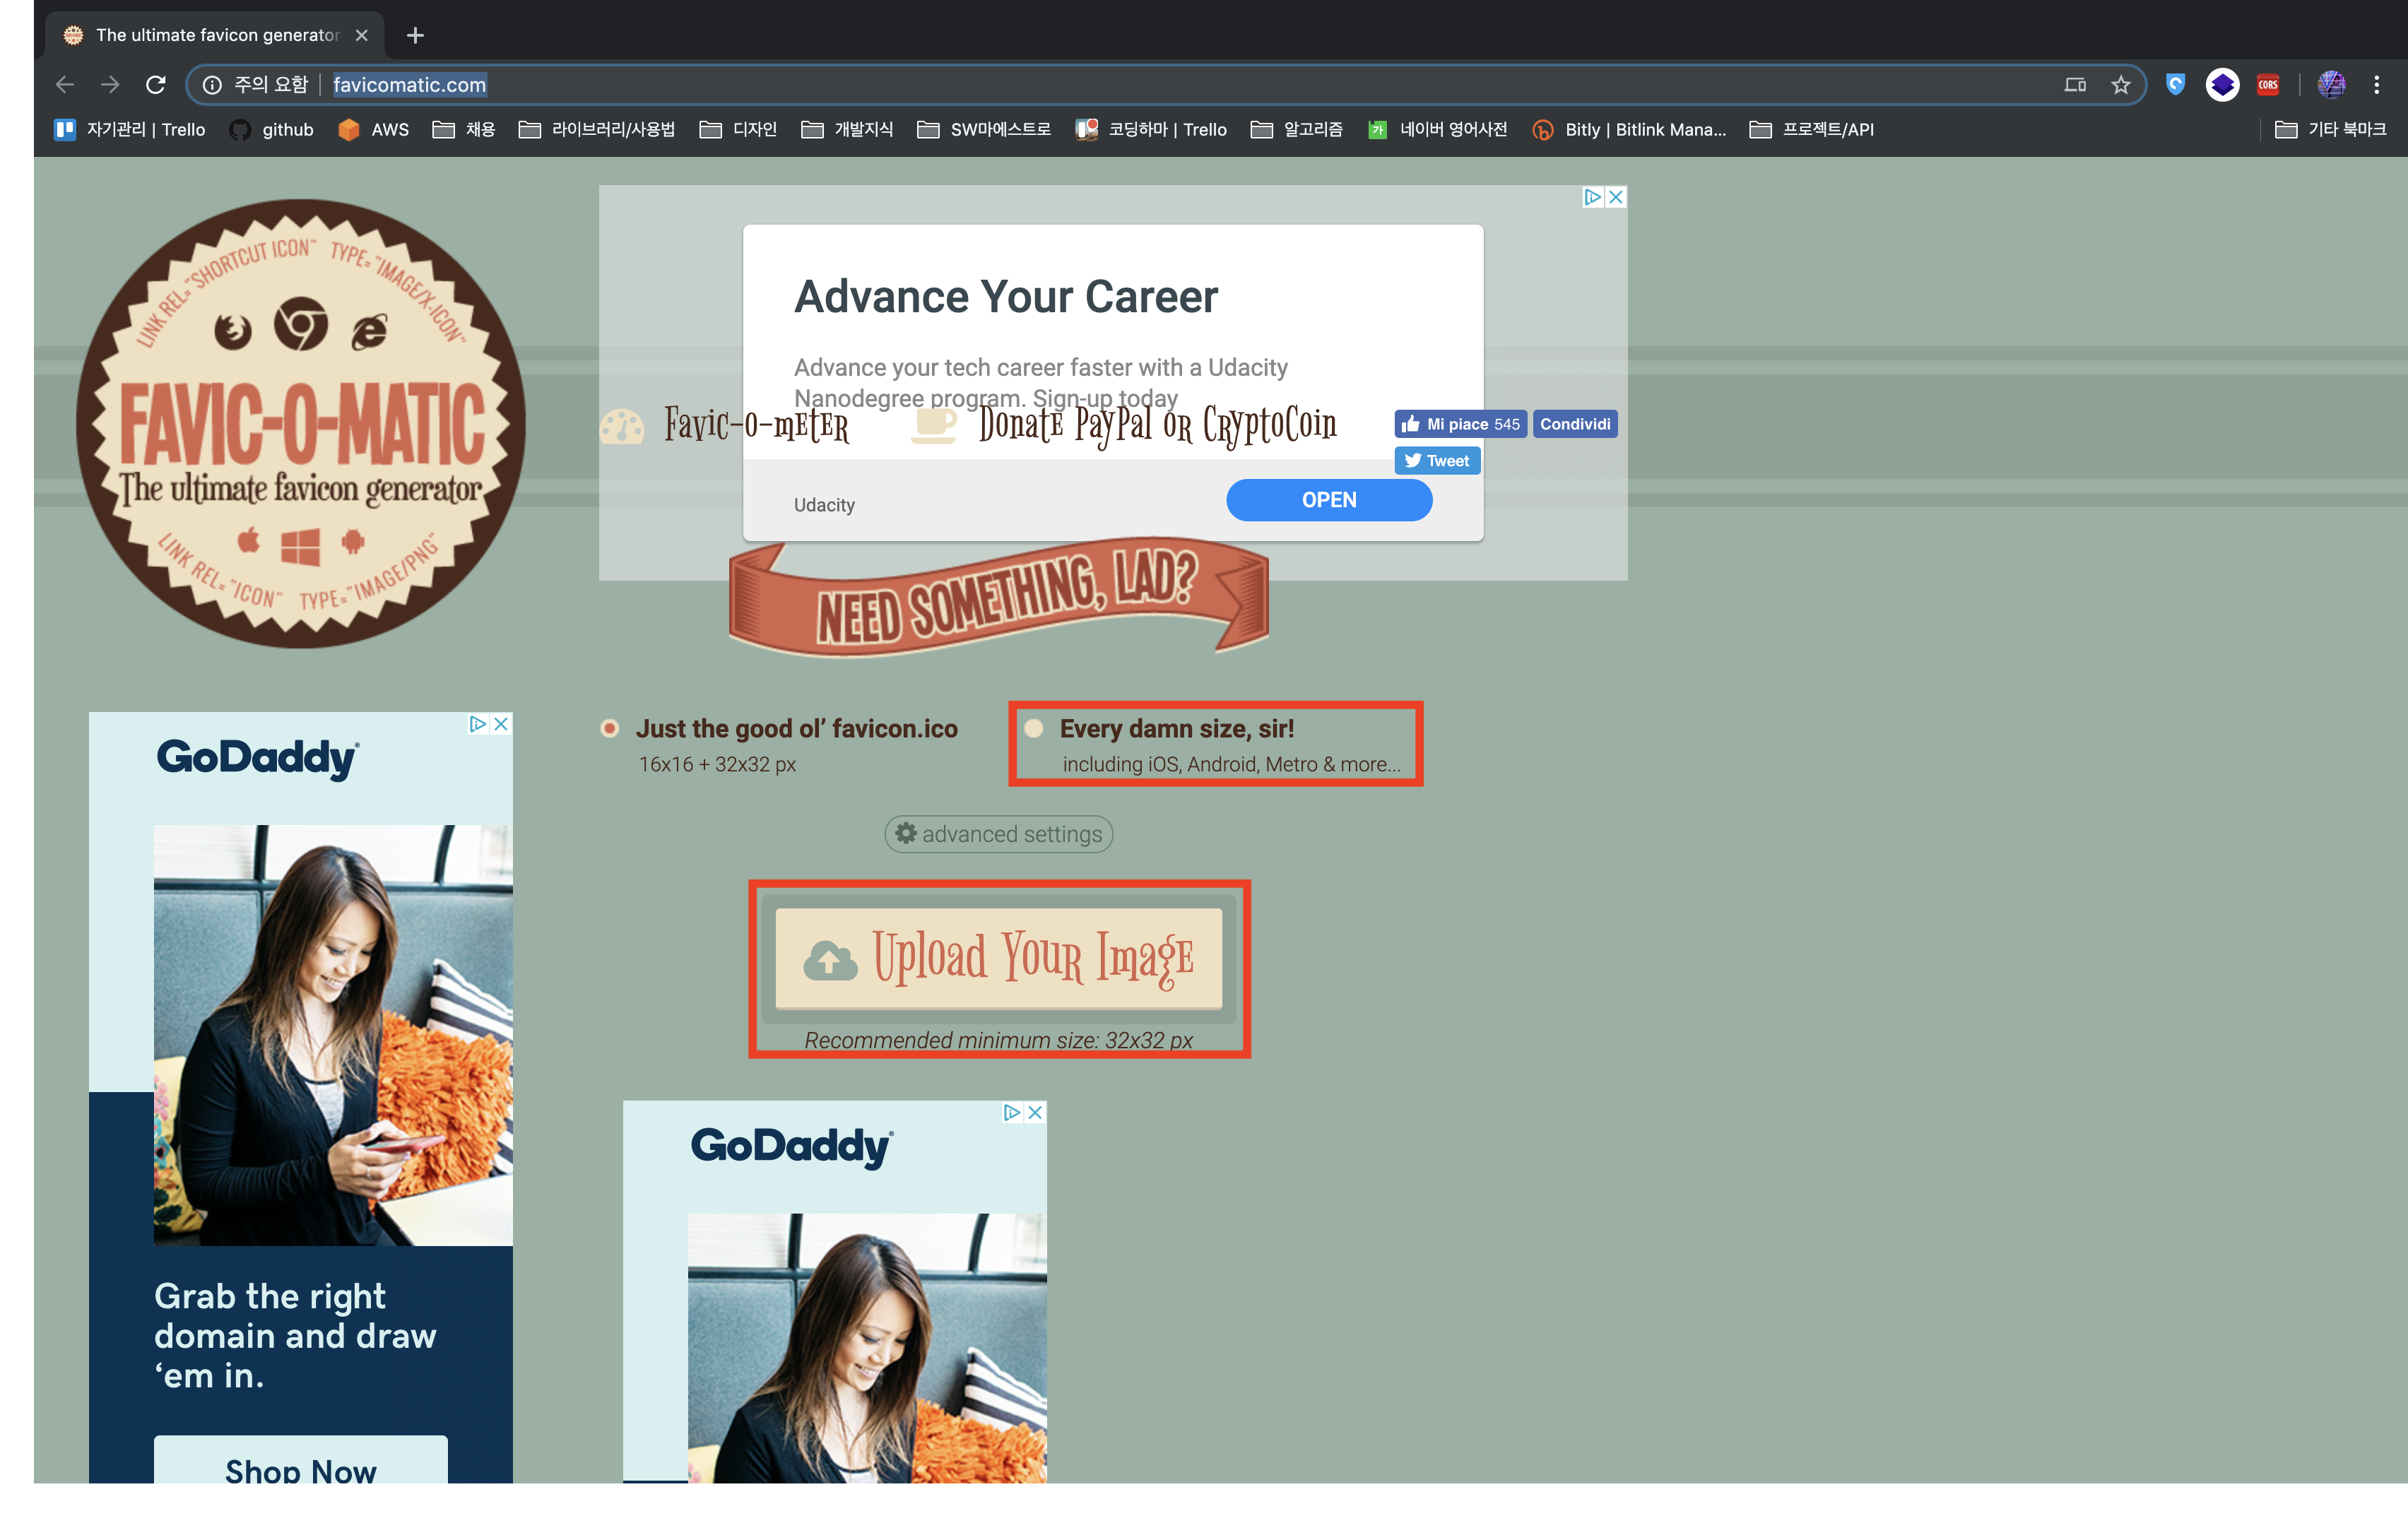 The ultimate favicon generator
주의 요함 | favicomatic.com
CORS
자기관리 | Trello
github
AWS
채용
라이브러리/사용법
디자인
개발지식
SW마에스트로
코딩하마 | Trello
알고리즘
가
네이버 영어사전
Bitly | Bitlink Mana...
프로젝트/API
기타 북마크
LINK REL="SHORTCUT ICON" TYPE="IMAGE/X-ICON"
FAVIC-O-MATIC
The ultimate favicon generator
LINK REL="ICON" TYPE="IMAGE/PNG"
Advance Your Career
Advance your tech career faster with a Udacity
Nanodegree program. Sign-up today
Favic-o-meter
Donate PayPal or CryptoCoin
Mi piace 545
Condividi
Tweet
Udacity
OPEN
NEED SOMETHING, LAD?
Just the good ol’ favicon.ico
16x16 + 32x32 px
Every damn size, sir!
including iOS, Android, Metro & more...
advanced settings
Upload Your Image
Recommended minimum size: 32x32 px
GoDaddy®
Grab the right
domain and draw
‘em in.
Shop Now
GoDaddy®